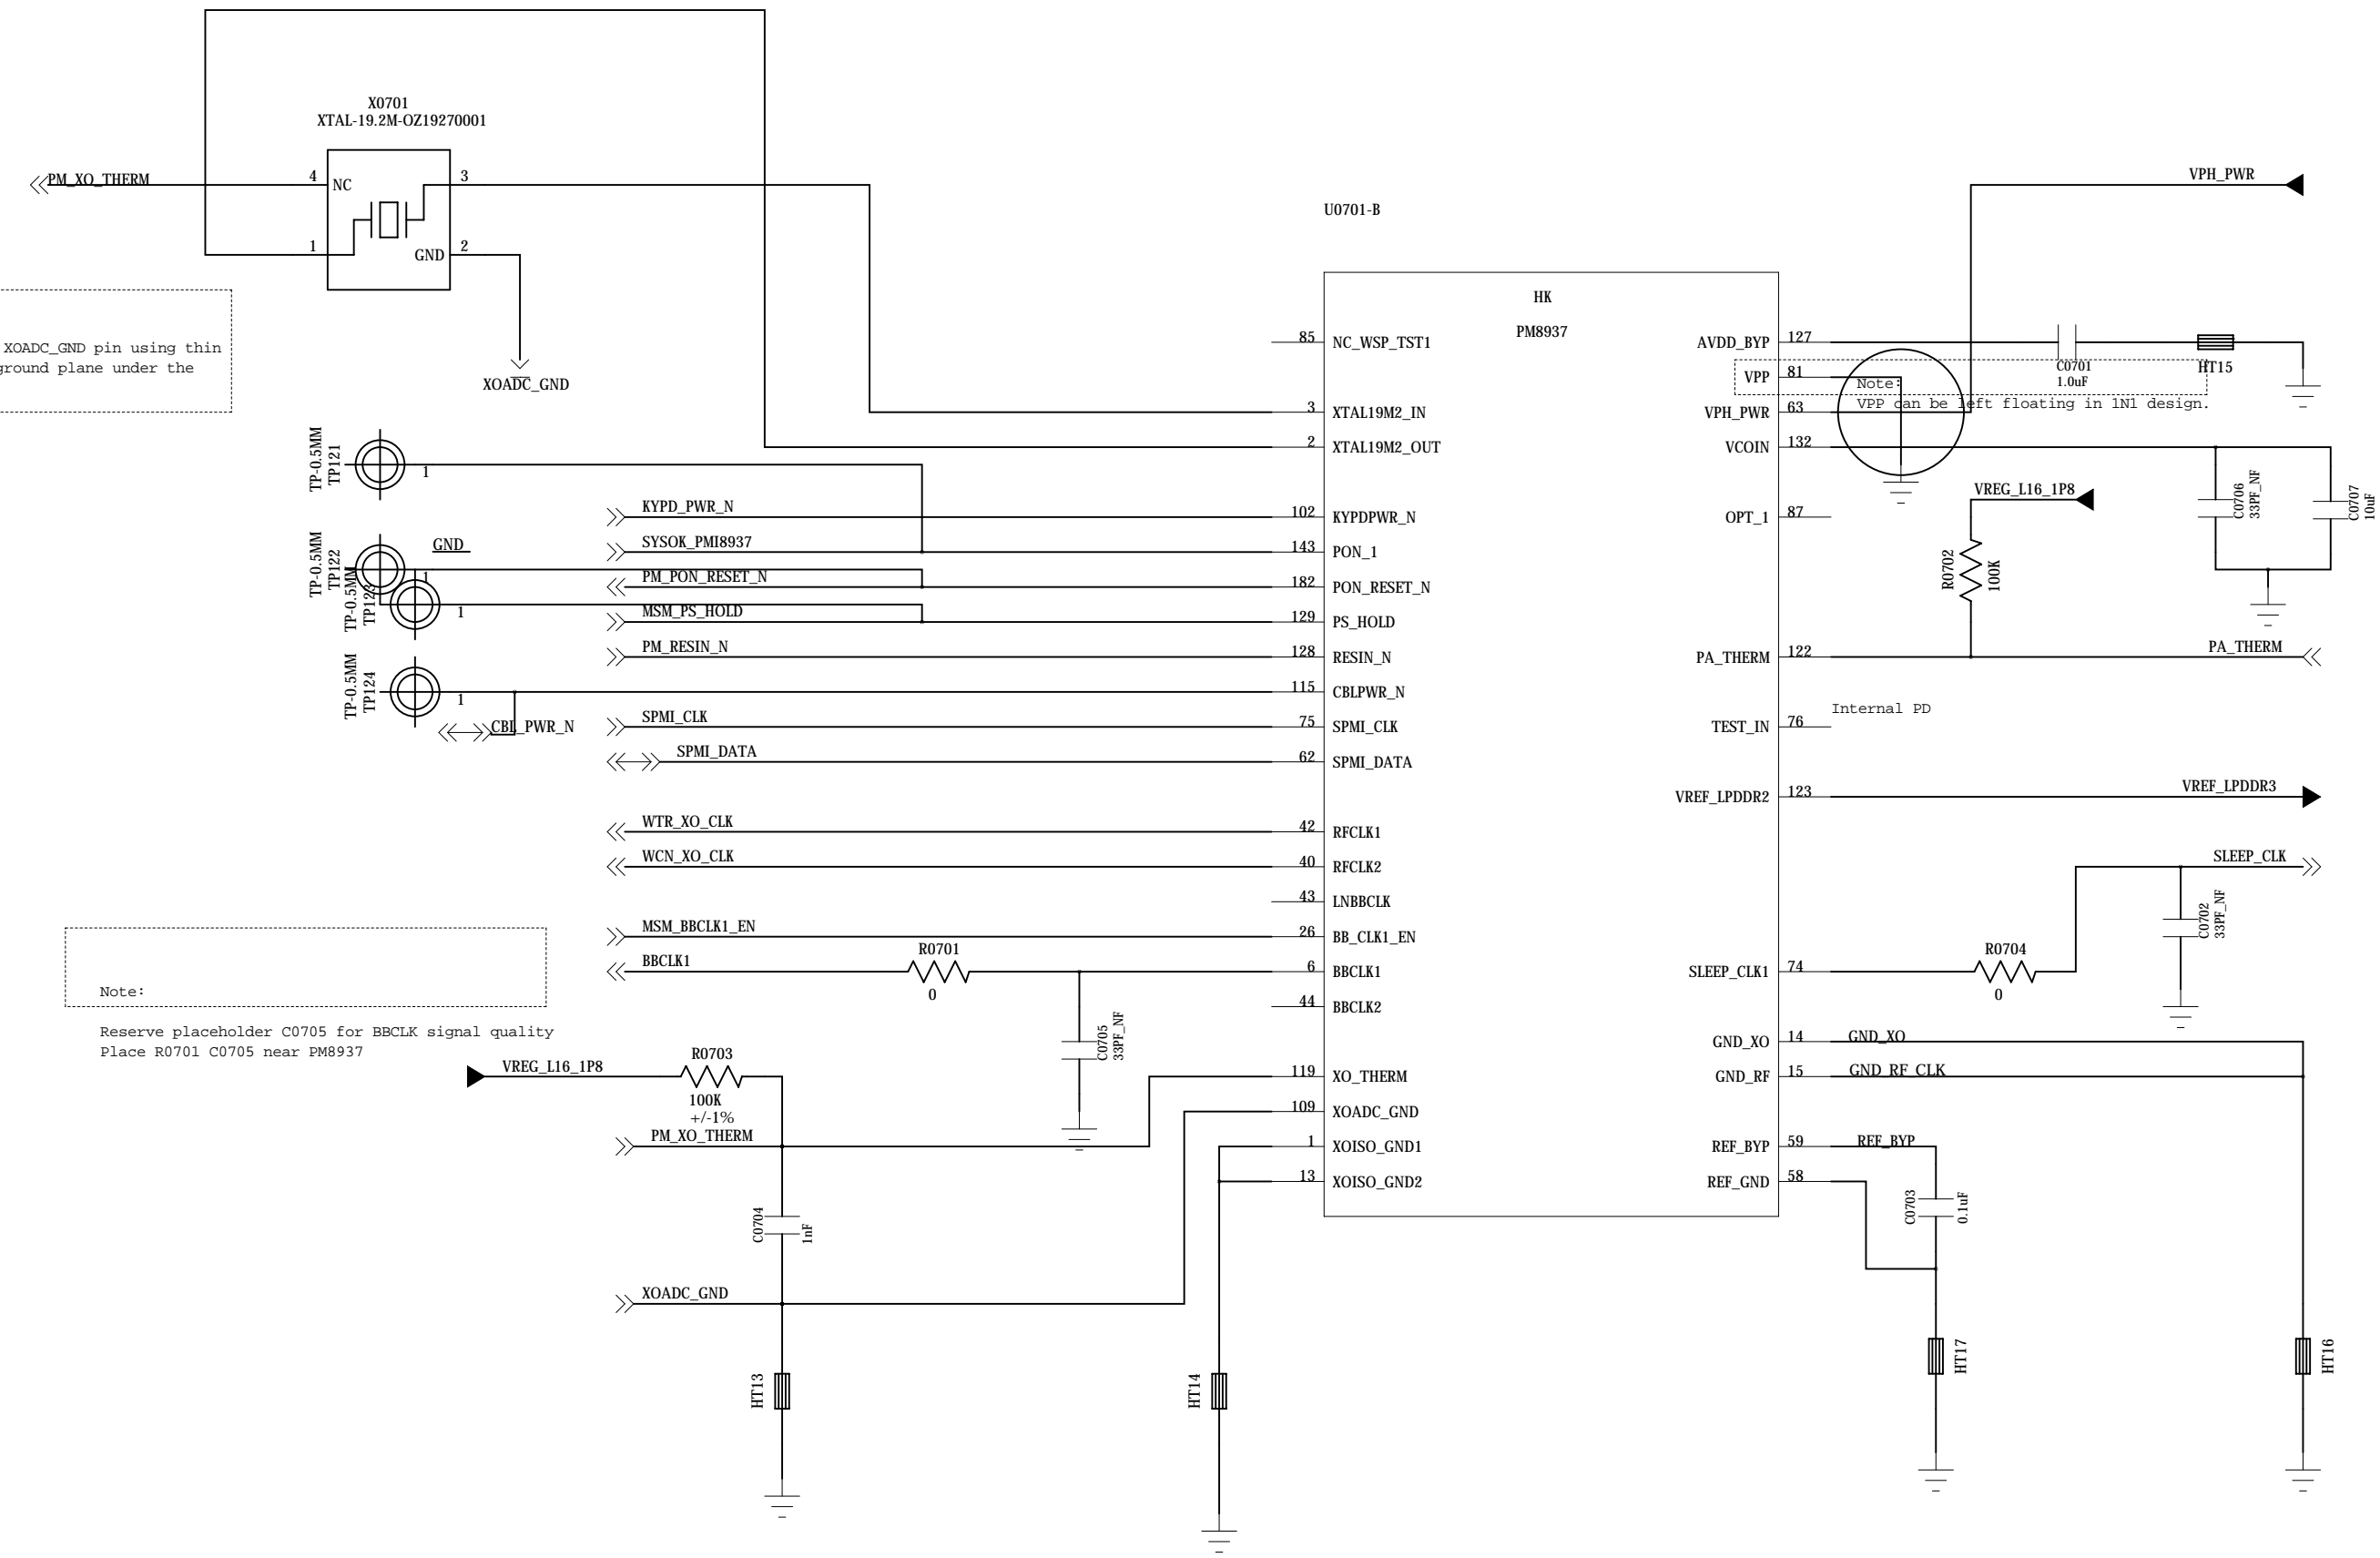 X0701
XTAL-19.2M-OZ19270001
PM_XO_THERM
4
NC
3
1
GND
2
XOADC_GND
XOADC_GND pin using thin
ground plane under the
TP-0.5MM
TP121
1
TP-0.5MM
TP122
1
GND
TP-0.5MM
TP123
1
TP-0.5MM
TP124
1
CBL_PWR_N
KYPD_PWR_N
SYSOK_PMI8937
PM_PON_RESET_N
MSM_PS_HOLD
PM_RESIN_N
SPMI_CLK
SPMI_DATA
WTR_XO_CLK
WCN_XO_CLK
MSM_BBCLK1_EN
BBCLK1
R0701
0
Note:
Reserve placeholder C0705 for BBCLK signal quality
Place R0701 C0705 near PM8937
C0705
33PF_NF
VREG_L16_1P8
R0703
100K
+/-1%
PM_XO_THERM
C0704
1nF
XOADC_GND
HT13
HT14
U0701-B
HK
PM8937
85 NC_WSP_TST1
3 XTAL19M2_IN
2 XTAL19M2_OUT
102 KYPDPWR_N
143 PON_1
182 PON_RESET_N
129 PS_HOLD
128 RESIN_N
115 CBLPWR_N
75 SPMI_CLK
62 SPMI_DATA
42 RFCLK1
40 RFCLK2
43 LNBBCLK
26 BB_CLK1_EN
6 BBCLK1
44 BBCLK2
119 XO_THERM
109 XOADC_GND
1 XOISO_GND1
13 XOISO_GND2
AVDD_BYP 127
VPP 81
VPH_PWR 63
VCOIN 132
OPT_1 87
PA_THERM 122
TEST_IN 76
VREF_LPDDR2 123
SLEEP_CLK1 74
GND_XO 14
GND_RF 15
REF_BYP 59
REF_GND 58
VPH_PWR
C0701
1.0uF
HT15
Note:
VPP can be left floating in 1N1 design.
VREG_L16_1P8
R0702
100K
C0706
33PF_NF
C0707
10uF
PA_THERM
Internal PD
VREF_LPDDR3
SLEEP_CLK
C0702
33PF_NF
R0704
0
GND_XO
GND_RF_CLK
REF_BYP
C0703
0.1uF
HT17
HT16